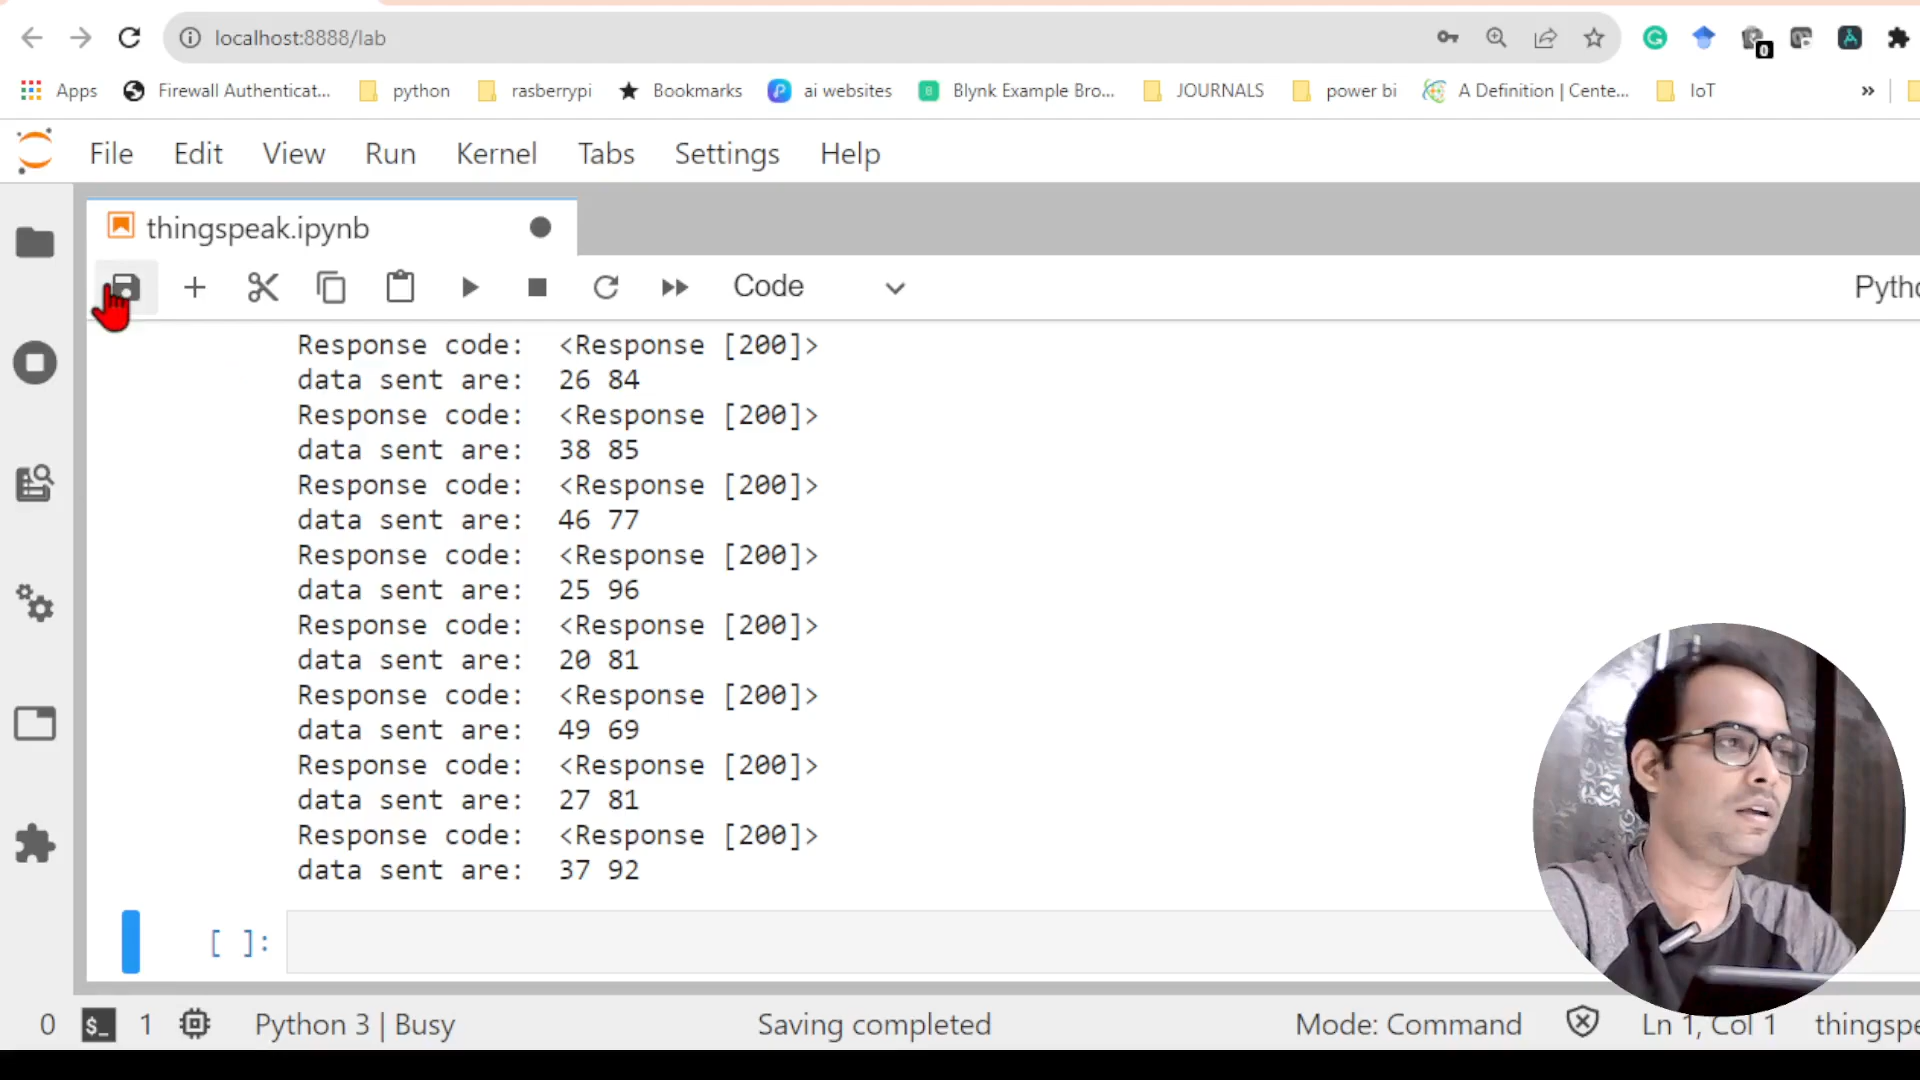 localhost:8888/lab
0
Apps Firewall Authenticat... python rasberrypi Bookmarks ai websites 8 Blynk Example Bro... JOURNALS power bi A Definition | Cente... IoT »
File Edit View Run Kernel Tabs Settings Help
thingspeak.ipynb
Code
Pytho
Response code: <Response [200]>
data sent are: 26 84
Response code: <Response [200]>
data sent are: 38 85
Response code: <Response [200]>
data sent are: 46 77
Response code: <Response [200]>
data sent are: 25 96
Response code: <Response [200]>
data sent are: 20 81
Response code: <Response [200]>
data sent are: 49 69
Response code: <Response [200]>
data sent are: 27 81
Response code: <Response [200]>
data sent are: 37 92
[ ]:
0 $_ 1 Python 3 | Busy Saving completed Mode: Command Ln 1, Col 1 thingspe